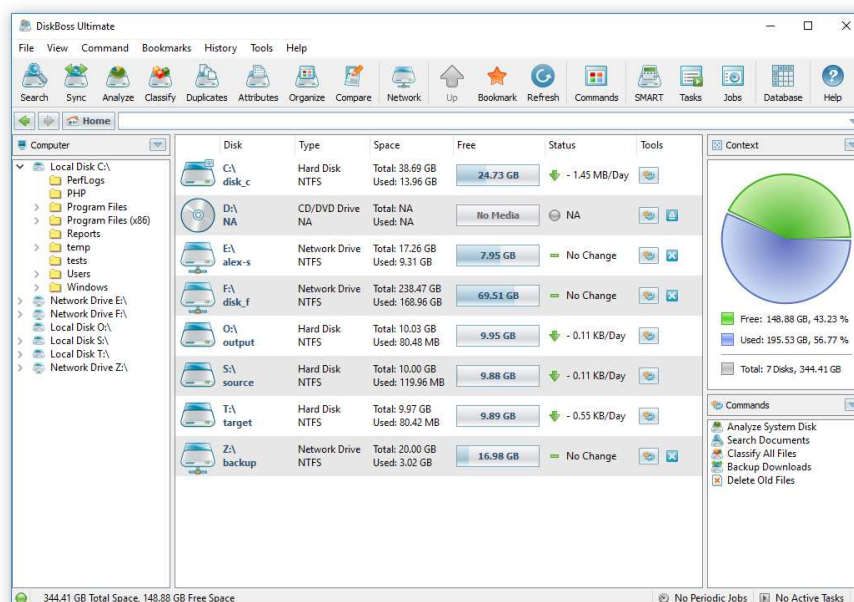 DiskBoss Ultimate
File View Command Bookmarks History Tools Help
Search Sync Analyze Classify Duplicates Attributes Organize Compare Network Up Bookmark Refresh Commands SMART Tasks Jobs Database Help
Home
Computer
Local Disk C:\
PerfLogs
PHP
Program Files
Program Files (x86)
Reports
temp
tests
Users
Windows
Network Drive E:\
Network Drive F:\
Local Disk O:\
Local Disk S:\
Local Disk T:\
Network Drive Z:\
Disk Type Space Free Status Tools
C:\ Hard Disk Total: 38.69 GB
disk_c NTFS Used: 13.96 GB
24.73 GB - 1.45 MB/Day
D:\ CD/DVD Drive Total: NA
NA NA Used: NA
No Media NA
E:\ Network Drive Total: 17.26 GB
alex-s NTFS Used: 9.31 GB
7.95 GB No Change
F:\ Network Drive Total: 238.47 GB
disk_f NTFS Used: 168.96 GB
69.51 GB No Change
O:\ Hard Disk Total: 10.03 GB
output NTFS Used: 80.48 MB
9.95 GB - 0.11 KB/Day
S:\ Hard Disk Total: 10.00 GB
source NTFS Used: 119.96 MB
9.88 GB - 0.11 KB/Day
T:\ Hard Disk Total: 9.97 GB
target NTFS Used: 80.42 MB
9.89 GB - 0.55 KB/Day
Z:\ Network Drive Total: 20.00 GB
backup NTFS Used: 3.02 GB
16.98 GB No Change
Context
Free: 148.88 GB, 43.23 %
Used: 195.53 GB, 56.77 %
Total: 7 Disks, 344.41 GB
Commands
Analyze System Disk
Search Documents
Classify All Files
Backup Downloads
Delete Old Files
344.41 GB Total Space, 148.88 GB Free Space
No Periodic Jobs No Active Tasks